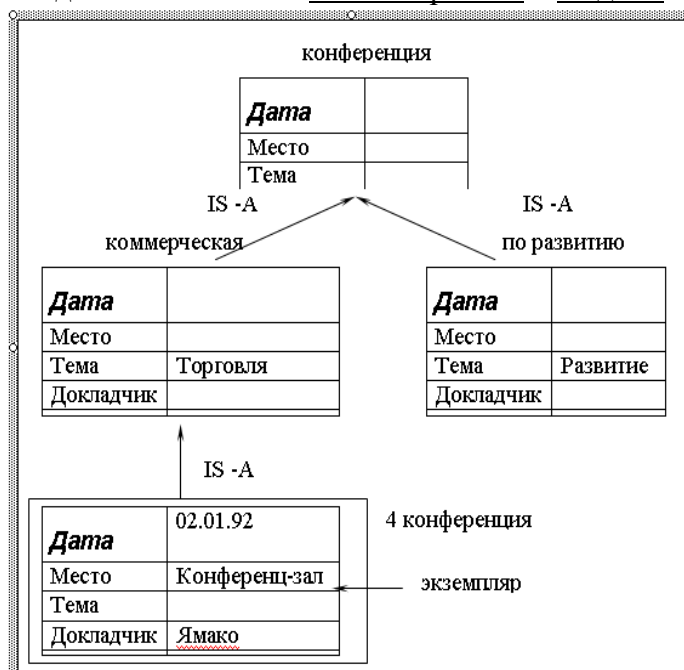 конференция
Дата
Место
Тема
IS -A IS -A
коммерческая по развитию
Дата Дата
Место Место
Тема Торговля Тема Развитие
Докладчик Докладчик
IS -A
02.01.92 4 конференция
Дата
Место Конференц-зал
экземпляр
Тема
Докладчик Ямако